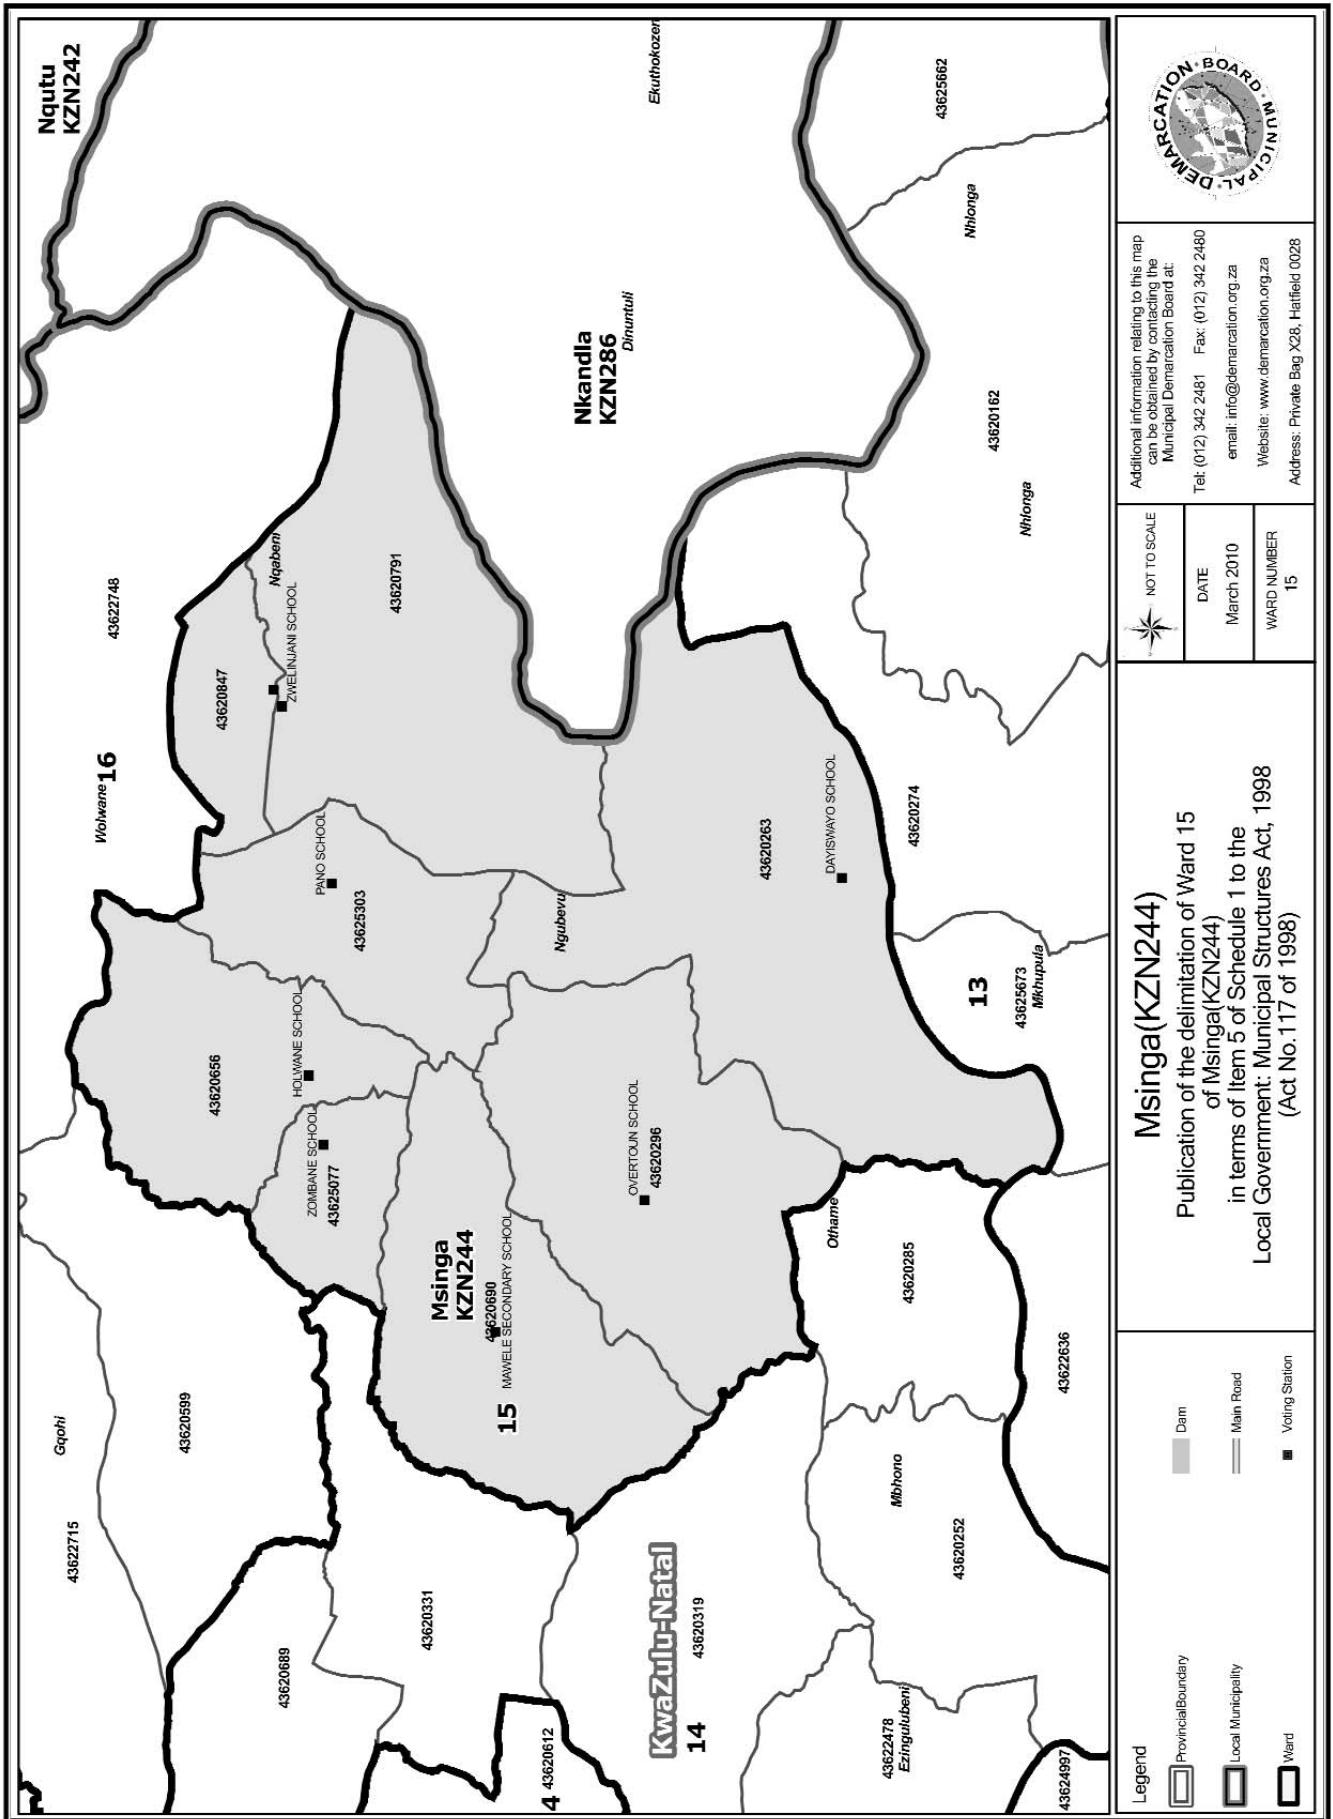 Nqutu
KZN242
Ekuthokozen
43625662
Nhlonga
43622748
Nkandla
KZN286
Dinuntuli
43620162
Nhlonga
Nqabeni
43620791
43620847
ZWELINJANI SCHOOL
Wolwane
16
PANO SCHOOL
43625303
Ngubevu
43620263
DAYISWAYO SCHOOL
43620274
13
43625673
Mkhupula
43620656
HOLWANE SCHOOL
ZOMBANE SCHOOL
43625077
OVERTOUN SCHOOL
43620296
Msinga
KZN244
43620690
MAWELE SECONDARY SCHOOL
15
Othame
43620285
43622636
Gqohi
43620599
43622715
43620331
43620689
KwaZulu-Natal
14
43620319
Mbhono
43620252
4
43620612
43622478
Ezingulubeni
43624997
Legend
ProvincialBoundary
Local Municipality
Ward
Dam
Main Road
Voting Station
Msinga(KZN244)
Publication of the delimitation of Ward 15
of Msinga(KZN244)
in terms of Item 5 of Schedule 1 to the
Local Government: Municipal Structures Act, 1998
(Act No.117 of 1998)
NOT TO SCALE
DATE
March 2010
WARD NUMBER
15
Additional information relating to this map
can be obtained by contacting the
Municipal Demarcation Board at:
Tel: (012) 342 2481 Fax: (012) 342 2480
email: info@demarcation.org.za
Website: www.demarcation.org.za
Address: Private Bag X28, Hatfield 0028
MUNICIPAL DEMARCATION BOARD